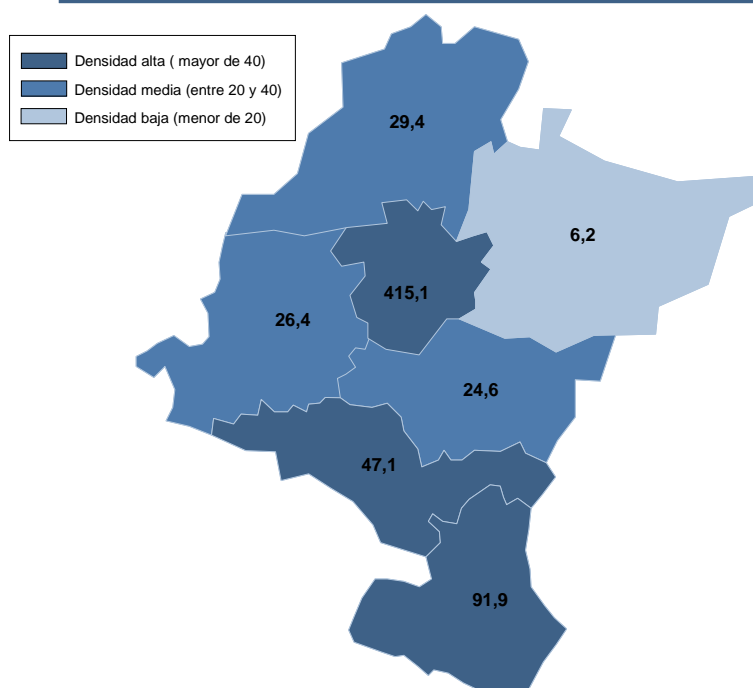 Densidad alta ( mayor de 40)
Densidad media (entre 20 y 40)
Densidad baja (menor de 20)
29,4
6,2
415,1
26,4
24,6
47,1
91,9